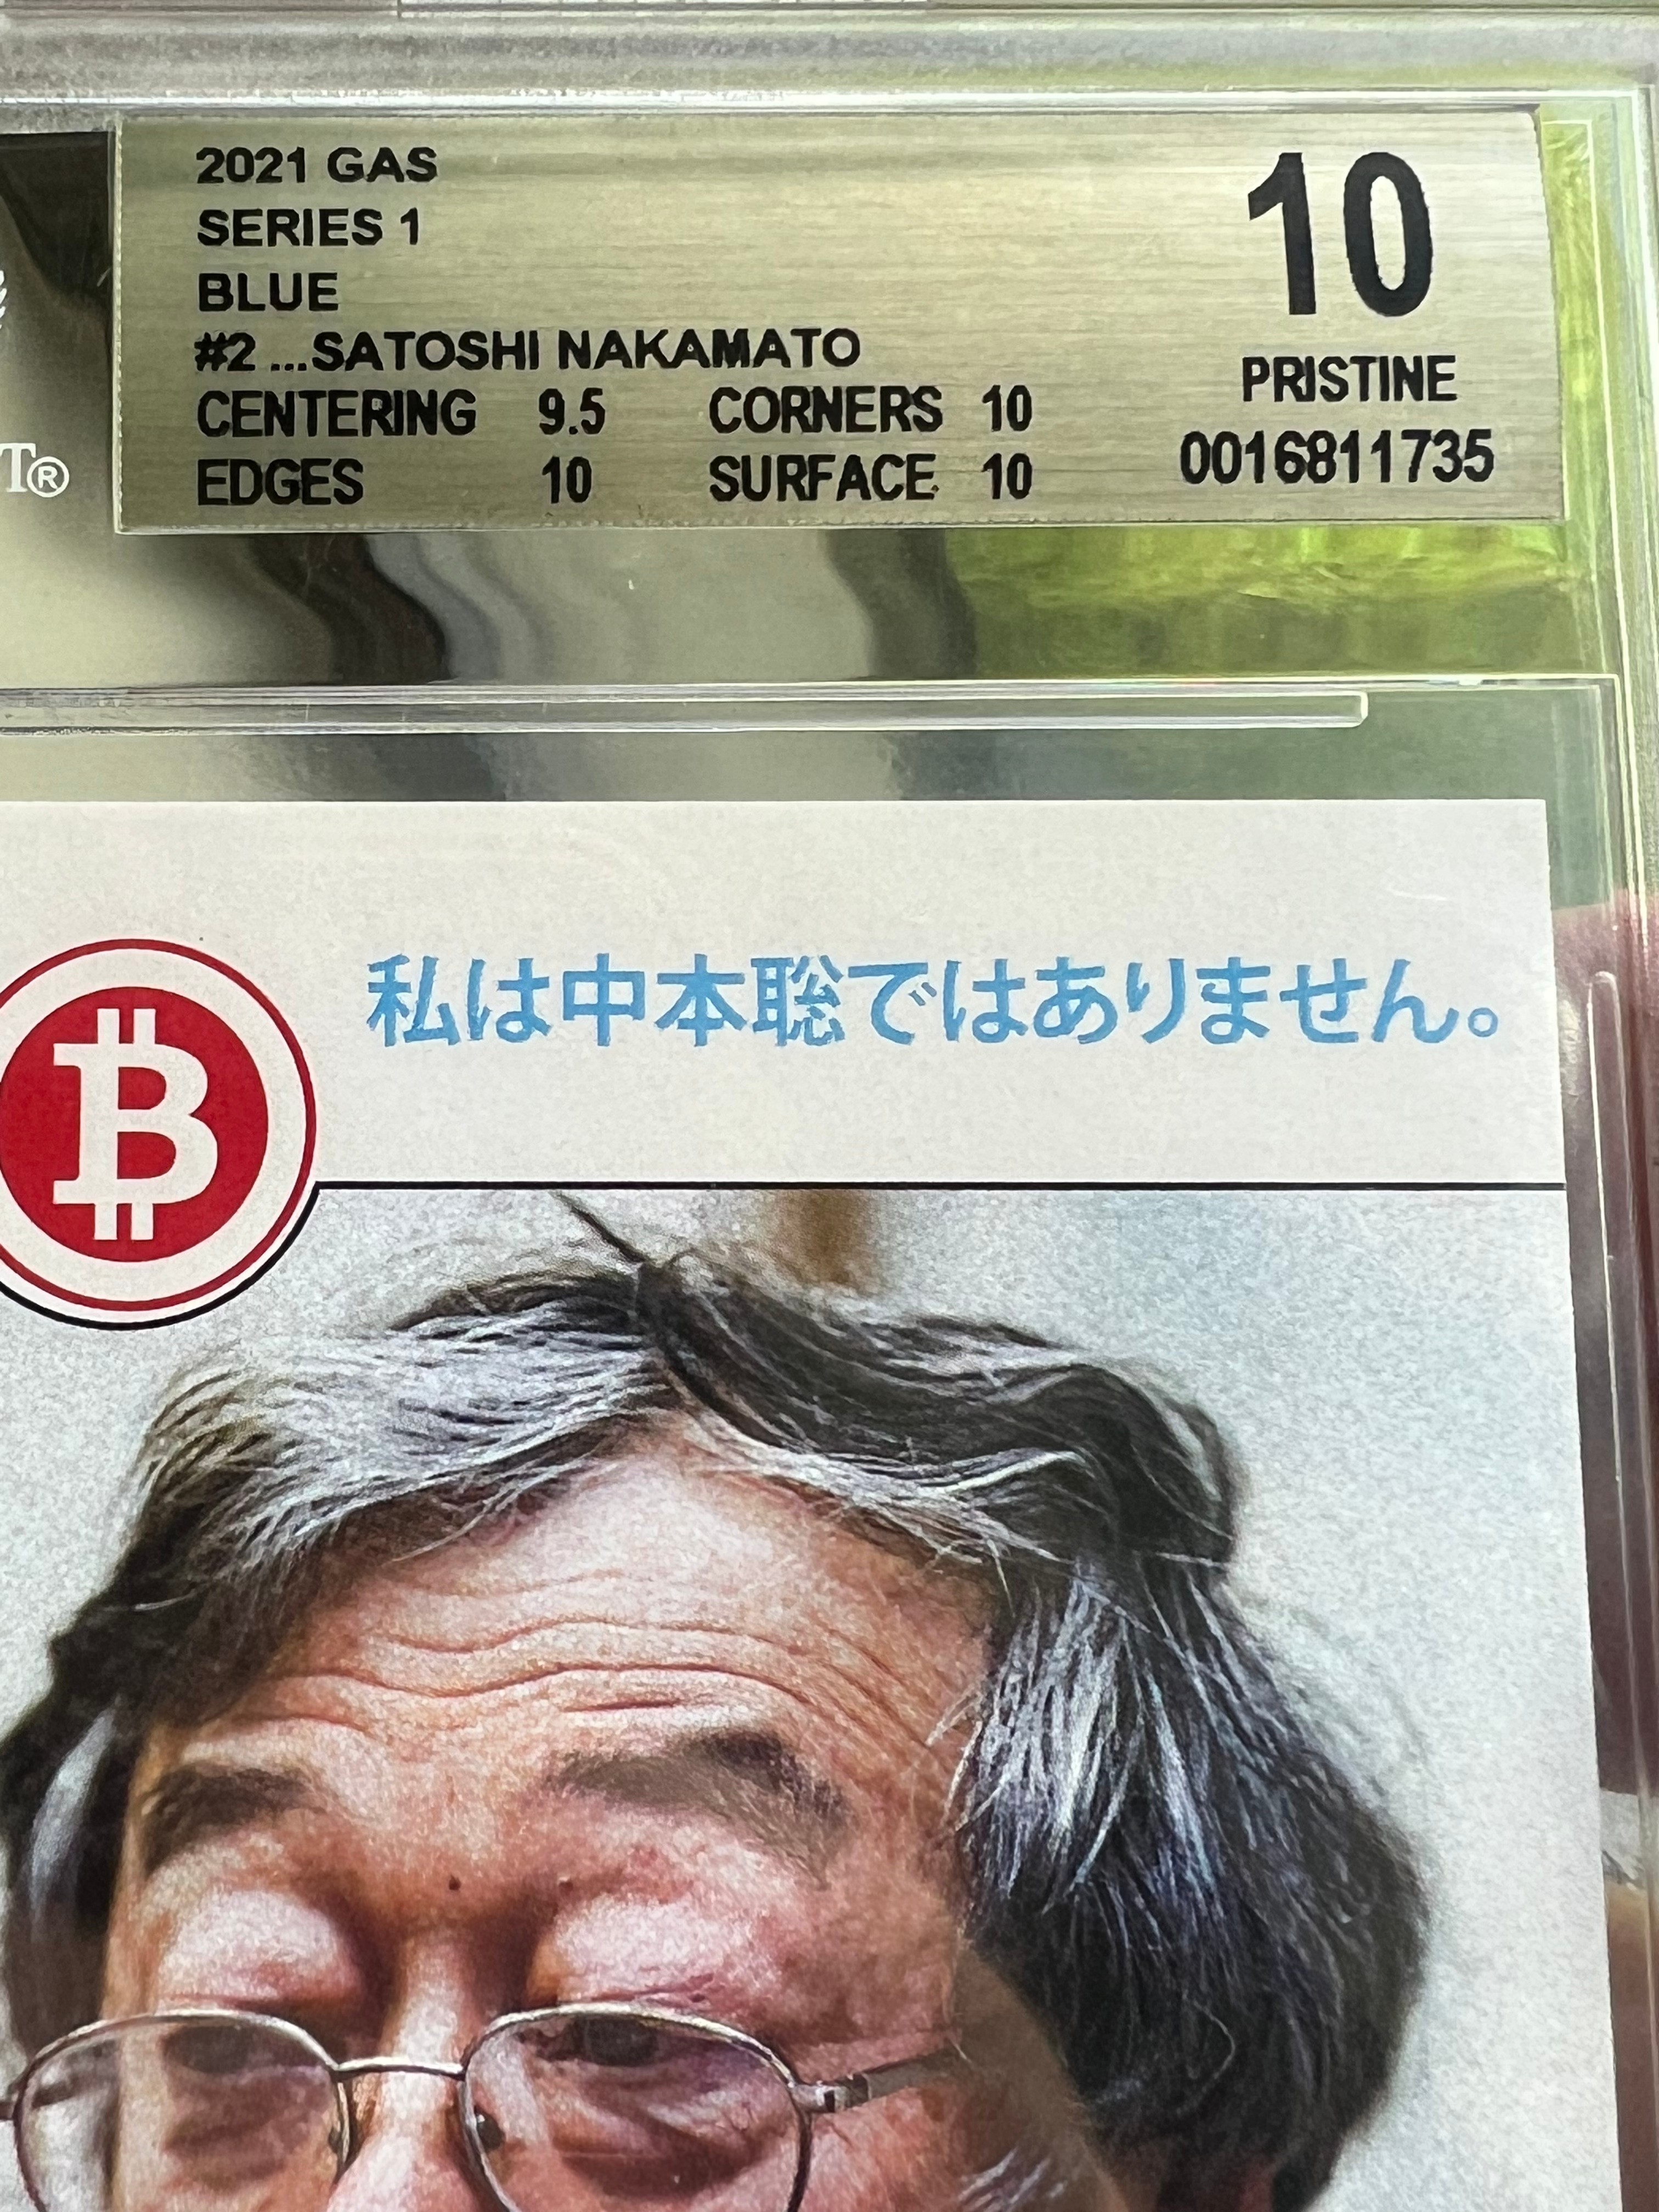 2021 GAS
SERIES 1
BLUE
#2 ...SATOSHI NAKAMATO
CENTERING 9.5 CORNERS 10
EDGES 10 SURFACE 10
10
PRISTINE
0016811735
T®
私は中本聡ではありません。
₿